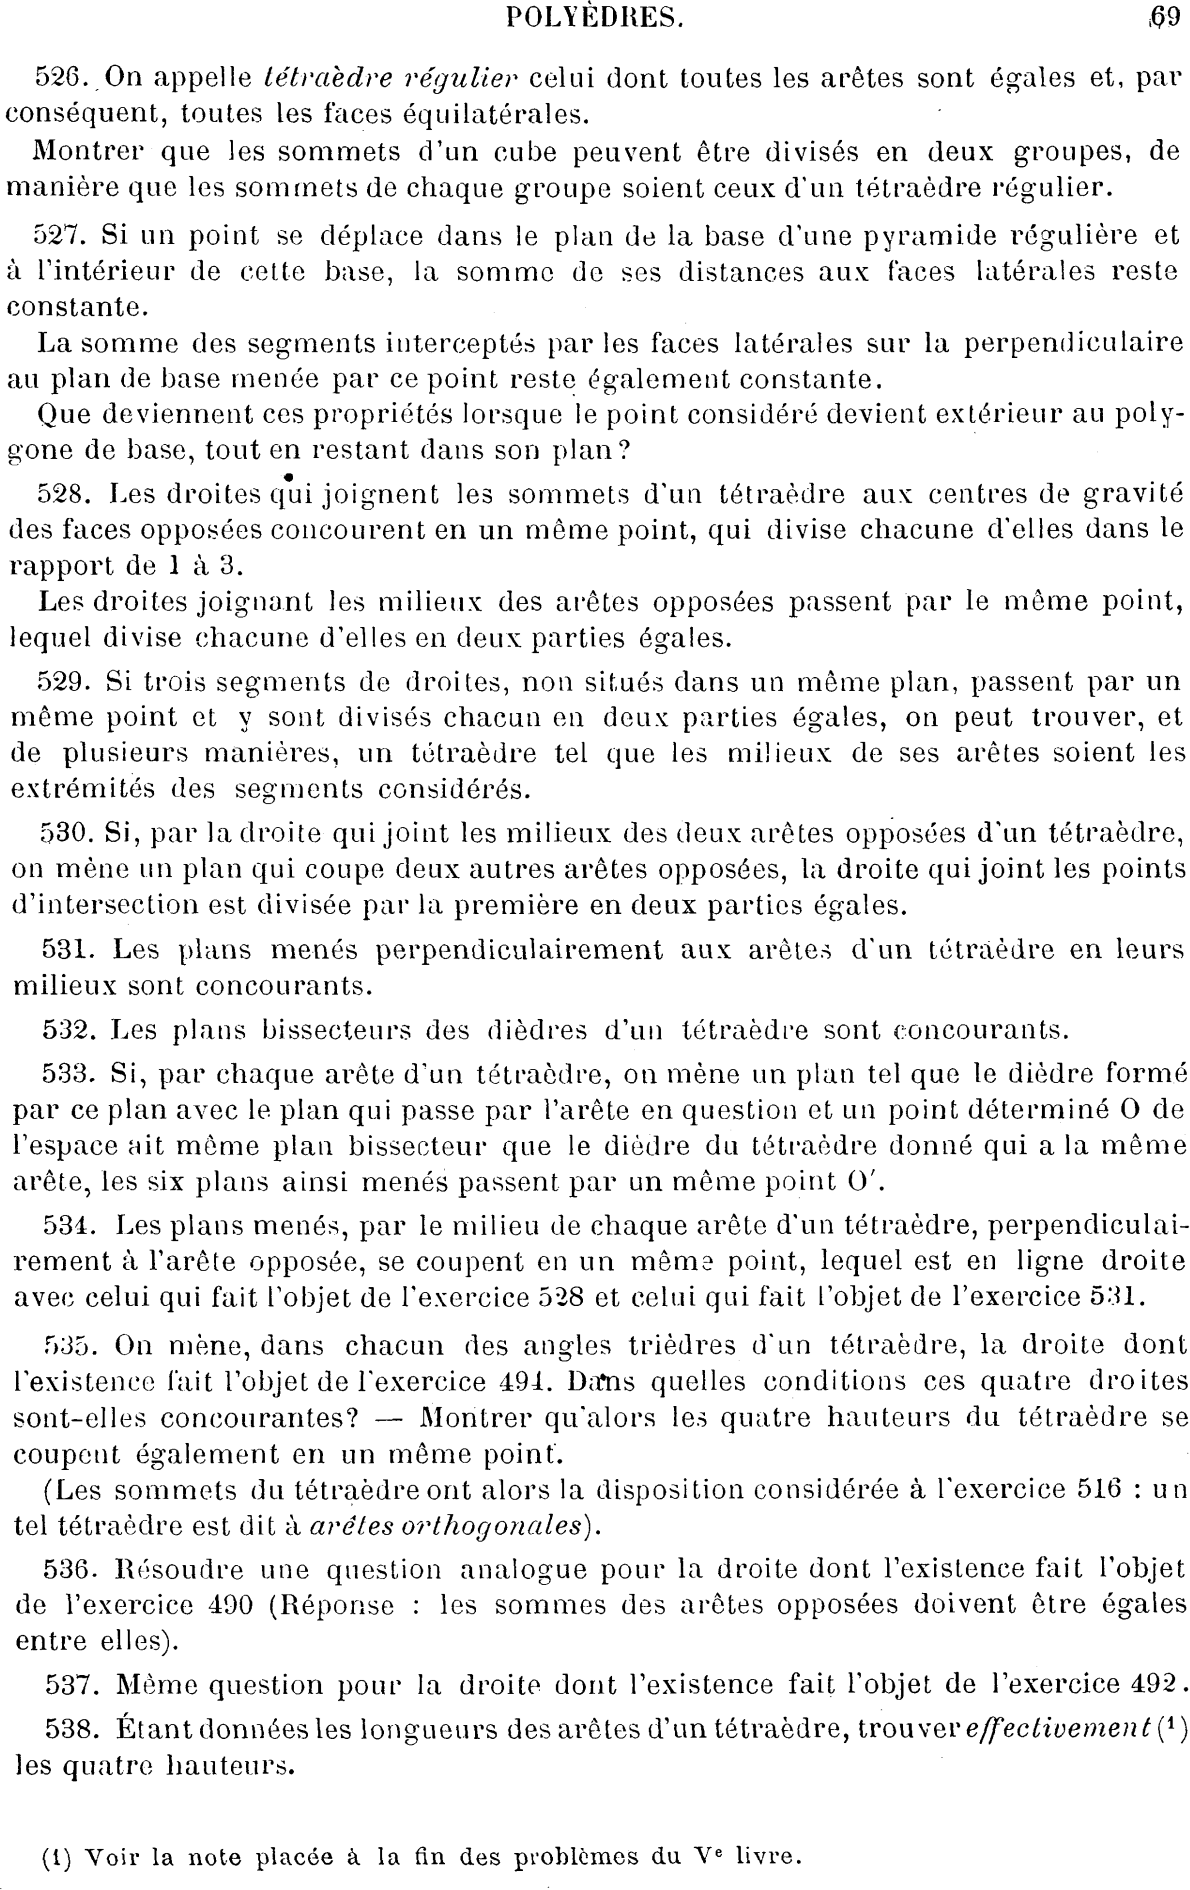 POLYÈDRES. 69
526. On appelle tétraèdre régulier celui dont toutes les arêtes sont égales et, par
conséquent, toutes les faces équilatérales.
Montrer que les sommets d'un cube peuvent être divisés en deux groupes, de
manière que les sommets de chaque groupe soient ceux d'un tétraèdre régulier.
527. Si un point se déplace dans le plan de la base d'une pyramide régulière et
à l'intérieur de cette base, la somme de ses distances aux faces latérales reste
constante.
La somme des segments interceptés par les faces latérales sur la perpendiculaire
au plan de base menée par ce point reste également constante.
Que deviennent ces propriétés lorsque le point considéré devient extérieur au poly-
gone de base, tout en restant dans son plan?
528. Les droites qui joignent les sommets d'un tétraèdre aux centres de gravité
des faces opposées concourent en un même point, qui divise chacune d'elles dans le
rapport de 1 à 3.
Les droites joignant les milieux des arêtes opposées passent par le même point,
lequel divise chacune d'elles en deux parties égales.
529. Si trois segments de droites, non situés dans un même plan, passent par un
même point et y sont divisés chacun en deux parties égales, on peut trouver, et
de plusieurs manières, un tétraèdre tel que les milieux de ses arêtes soient les
extrémités des segments considérés.
530. Si, par la droite qui joint les milieux des deux arêtes opposées d'un tétraèdre,
on mène un plan qui coupe deux autres arêtes opposées, la droite qui joint les points
d'intersection est divisée par la première en deux parties égales.
531. Les plans menés perpendiculairement aux arêtes d'un tétraèdre en leurs
milieux sont concourants.
532. Les plans bissecteurs des dièdres d'un tétraèdre sont concourants.
533. Si, par chaque arête d'un tétraèdre, on mène un plan tel que le dièdre formé
par ce plan avec le plan qui passe par l'arête en question et un point déterminé O de
l'espace ait même plan bissecteur que le dièdre du tétraèdre donné qui a la même
arête, les six plans ainsi menés passent par un même point O'.
534. Les plans menés, par le milieu de chaque arête d'un tétraèdre, perpendiculai-
rement à l'arête opposée, se coupent en un même point, lequel est en ligne droite
avec celui qui fait l'objet de l'exercice 528 et celui qui fait l'objet de l'exercice 531.
535. On mène, dans chacun des angles trièdres d'un tétraèdre, la droite dont
l'existence fait l'objet de l'exercice 491. Dans quelles conditions ces quatre droites
sont-elles concourantes? — Montrer qu'alors les quatre hauteurs du tétraèdre se
coupent également en un même point.
(Les sommets du tétraèdre ont alors la disposition considérée à l'exercice 516 : un
tel tétraèdre est dit à arêtes orthogonales).
536. Résoudre une question analogue pour la droite dont l'existence fait l'objet
de l'exercice 490 (Réponse : les sommes des arêtes opposées doivent être égales
entre elles).
537. Même question pour la droite dont l'existence fait l'objet de l'exercice 492.
538. Étant données les longueurs des arêtes d'un tétraèdre, trouver effectivement (1)
les quatre hauteurs.
(1) Voir la note placée à la fin des problèmes du Ve livre.